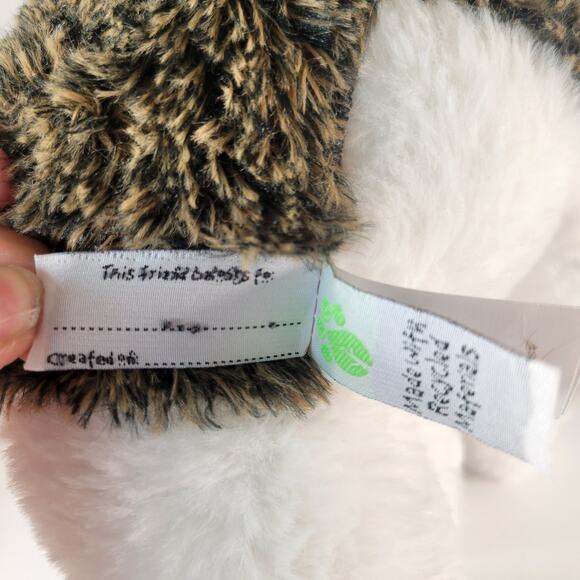 This friend belongs to:
Created on:
Made with
Recycled
Materials